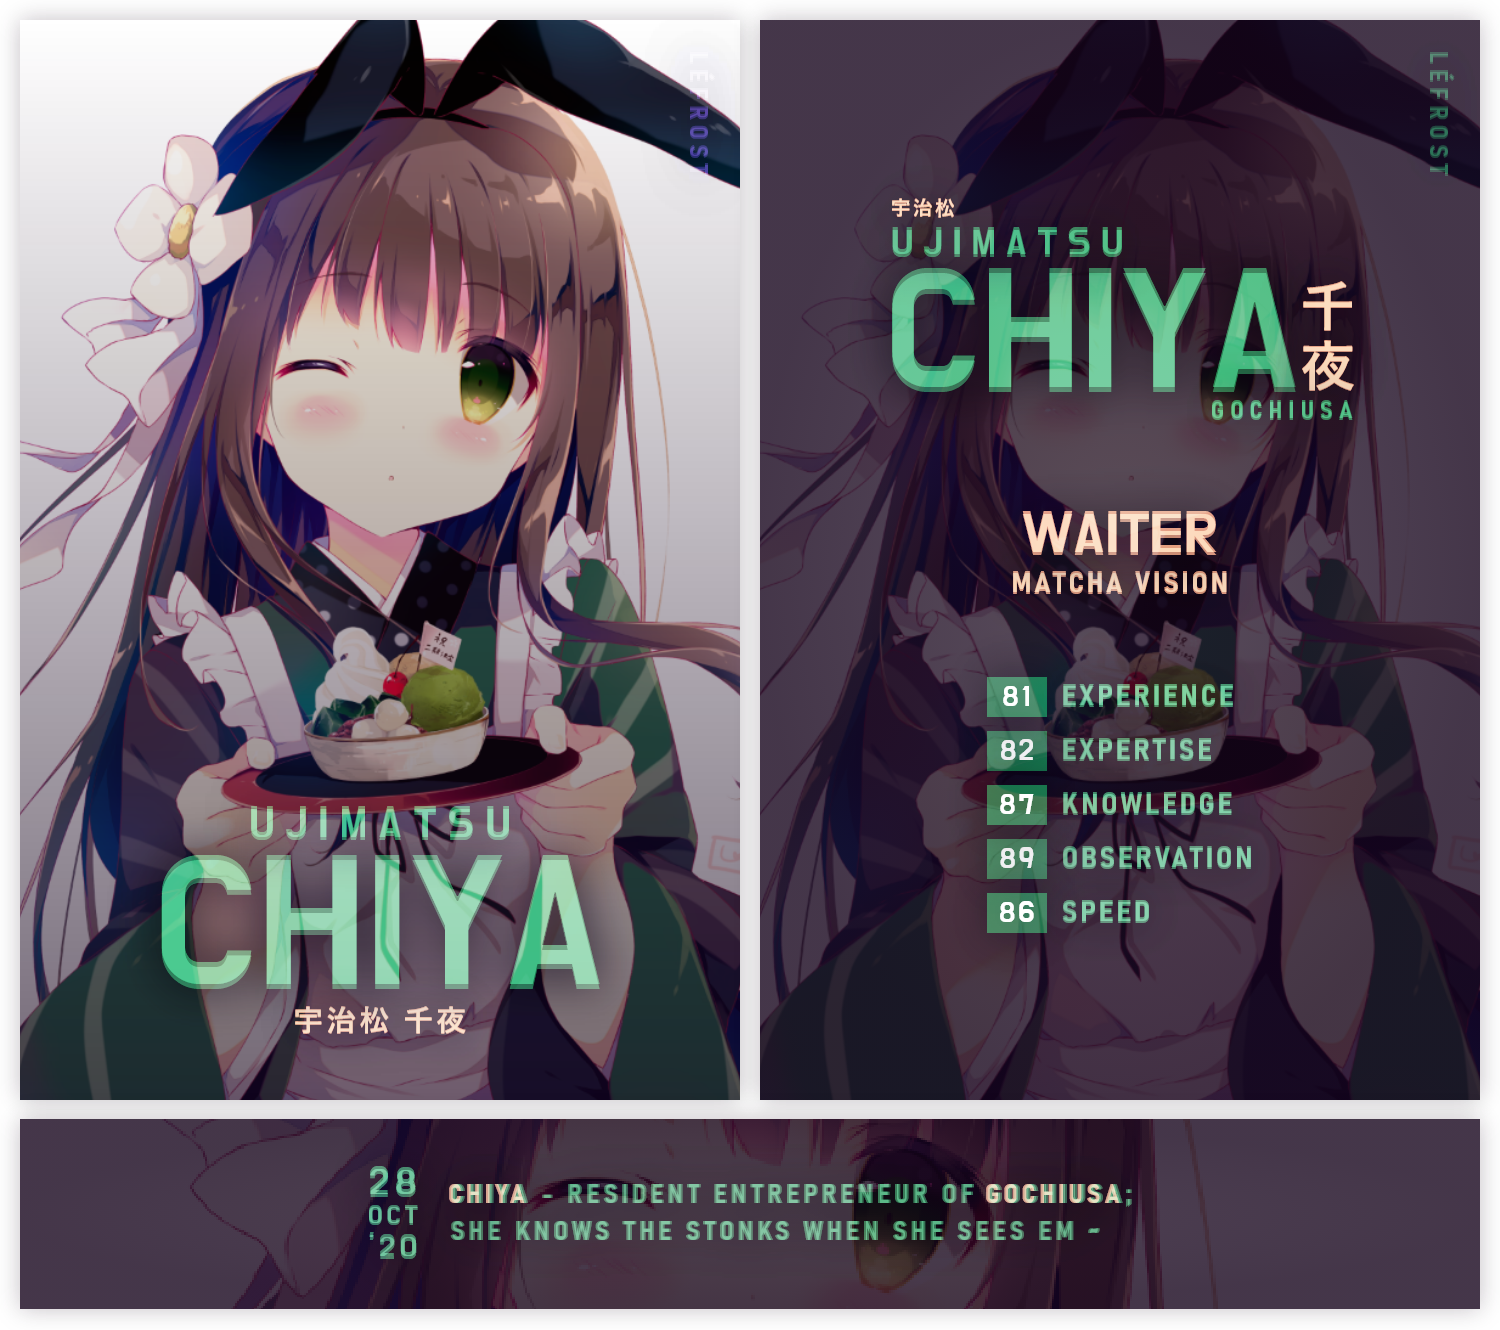 LÉFROST
UJIMATSU
CHIYA
宇治松 千夜
LÉFROST
宇治松
UJIMATSU
CHIYA
千夜
GOCHIUSA
WAITER
MATCHA VISION
81 EXPERIENCE
82 EXPERTISE
87 KNOWLEDGE
89 OBSERVATION
86 SPEED
28
OCT
'20
CHIYA - RESIDENT ENTREPRENEUR OF GOCHIUSA;
SHE KNOWS THE STONKS WHEN SHE SEES EM -